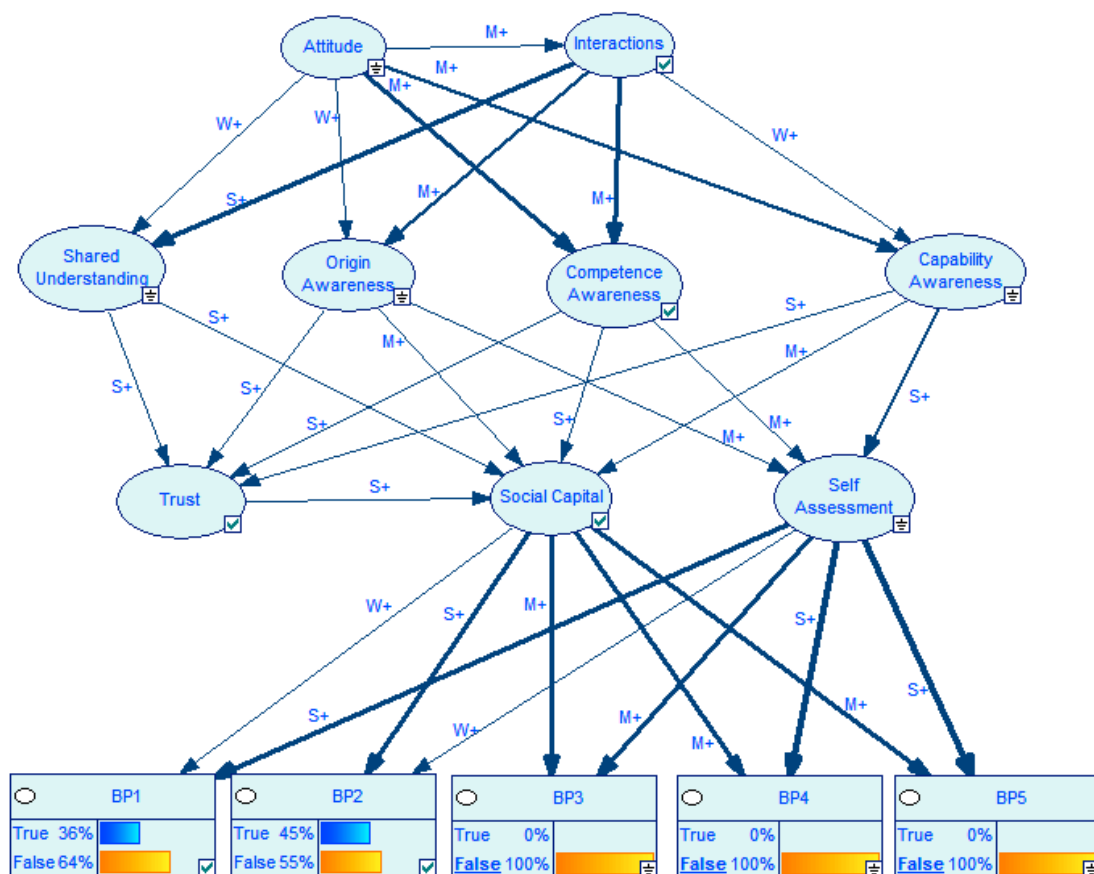 Attitude
M+
Interactions
M+
M+
W+
W+
W+
S+
M+
M+
Shared
Understanding
Origin
Awareness
Competence
Awareness
Capability
Awareness
S+
S+
M+
M+
S+
S+
S+
S+
S+
M+
M+
Trust
S+
Social Capital
Self
Assessment
W+
S+
M+
S+
S+
M+
M+
S+
W+
M+
BP1
True 36%
False 64%
BP2
True 45%
False 55%
BP3
True 0%
False 100%
BP4
True 0%
False 100%
BP5
True 0%
False 100%